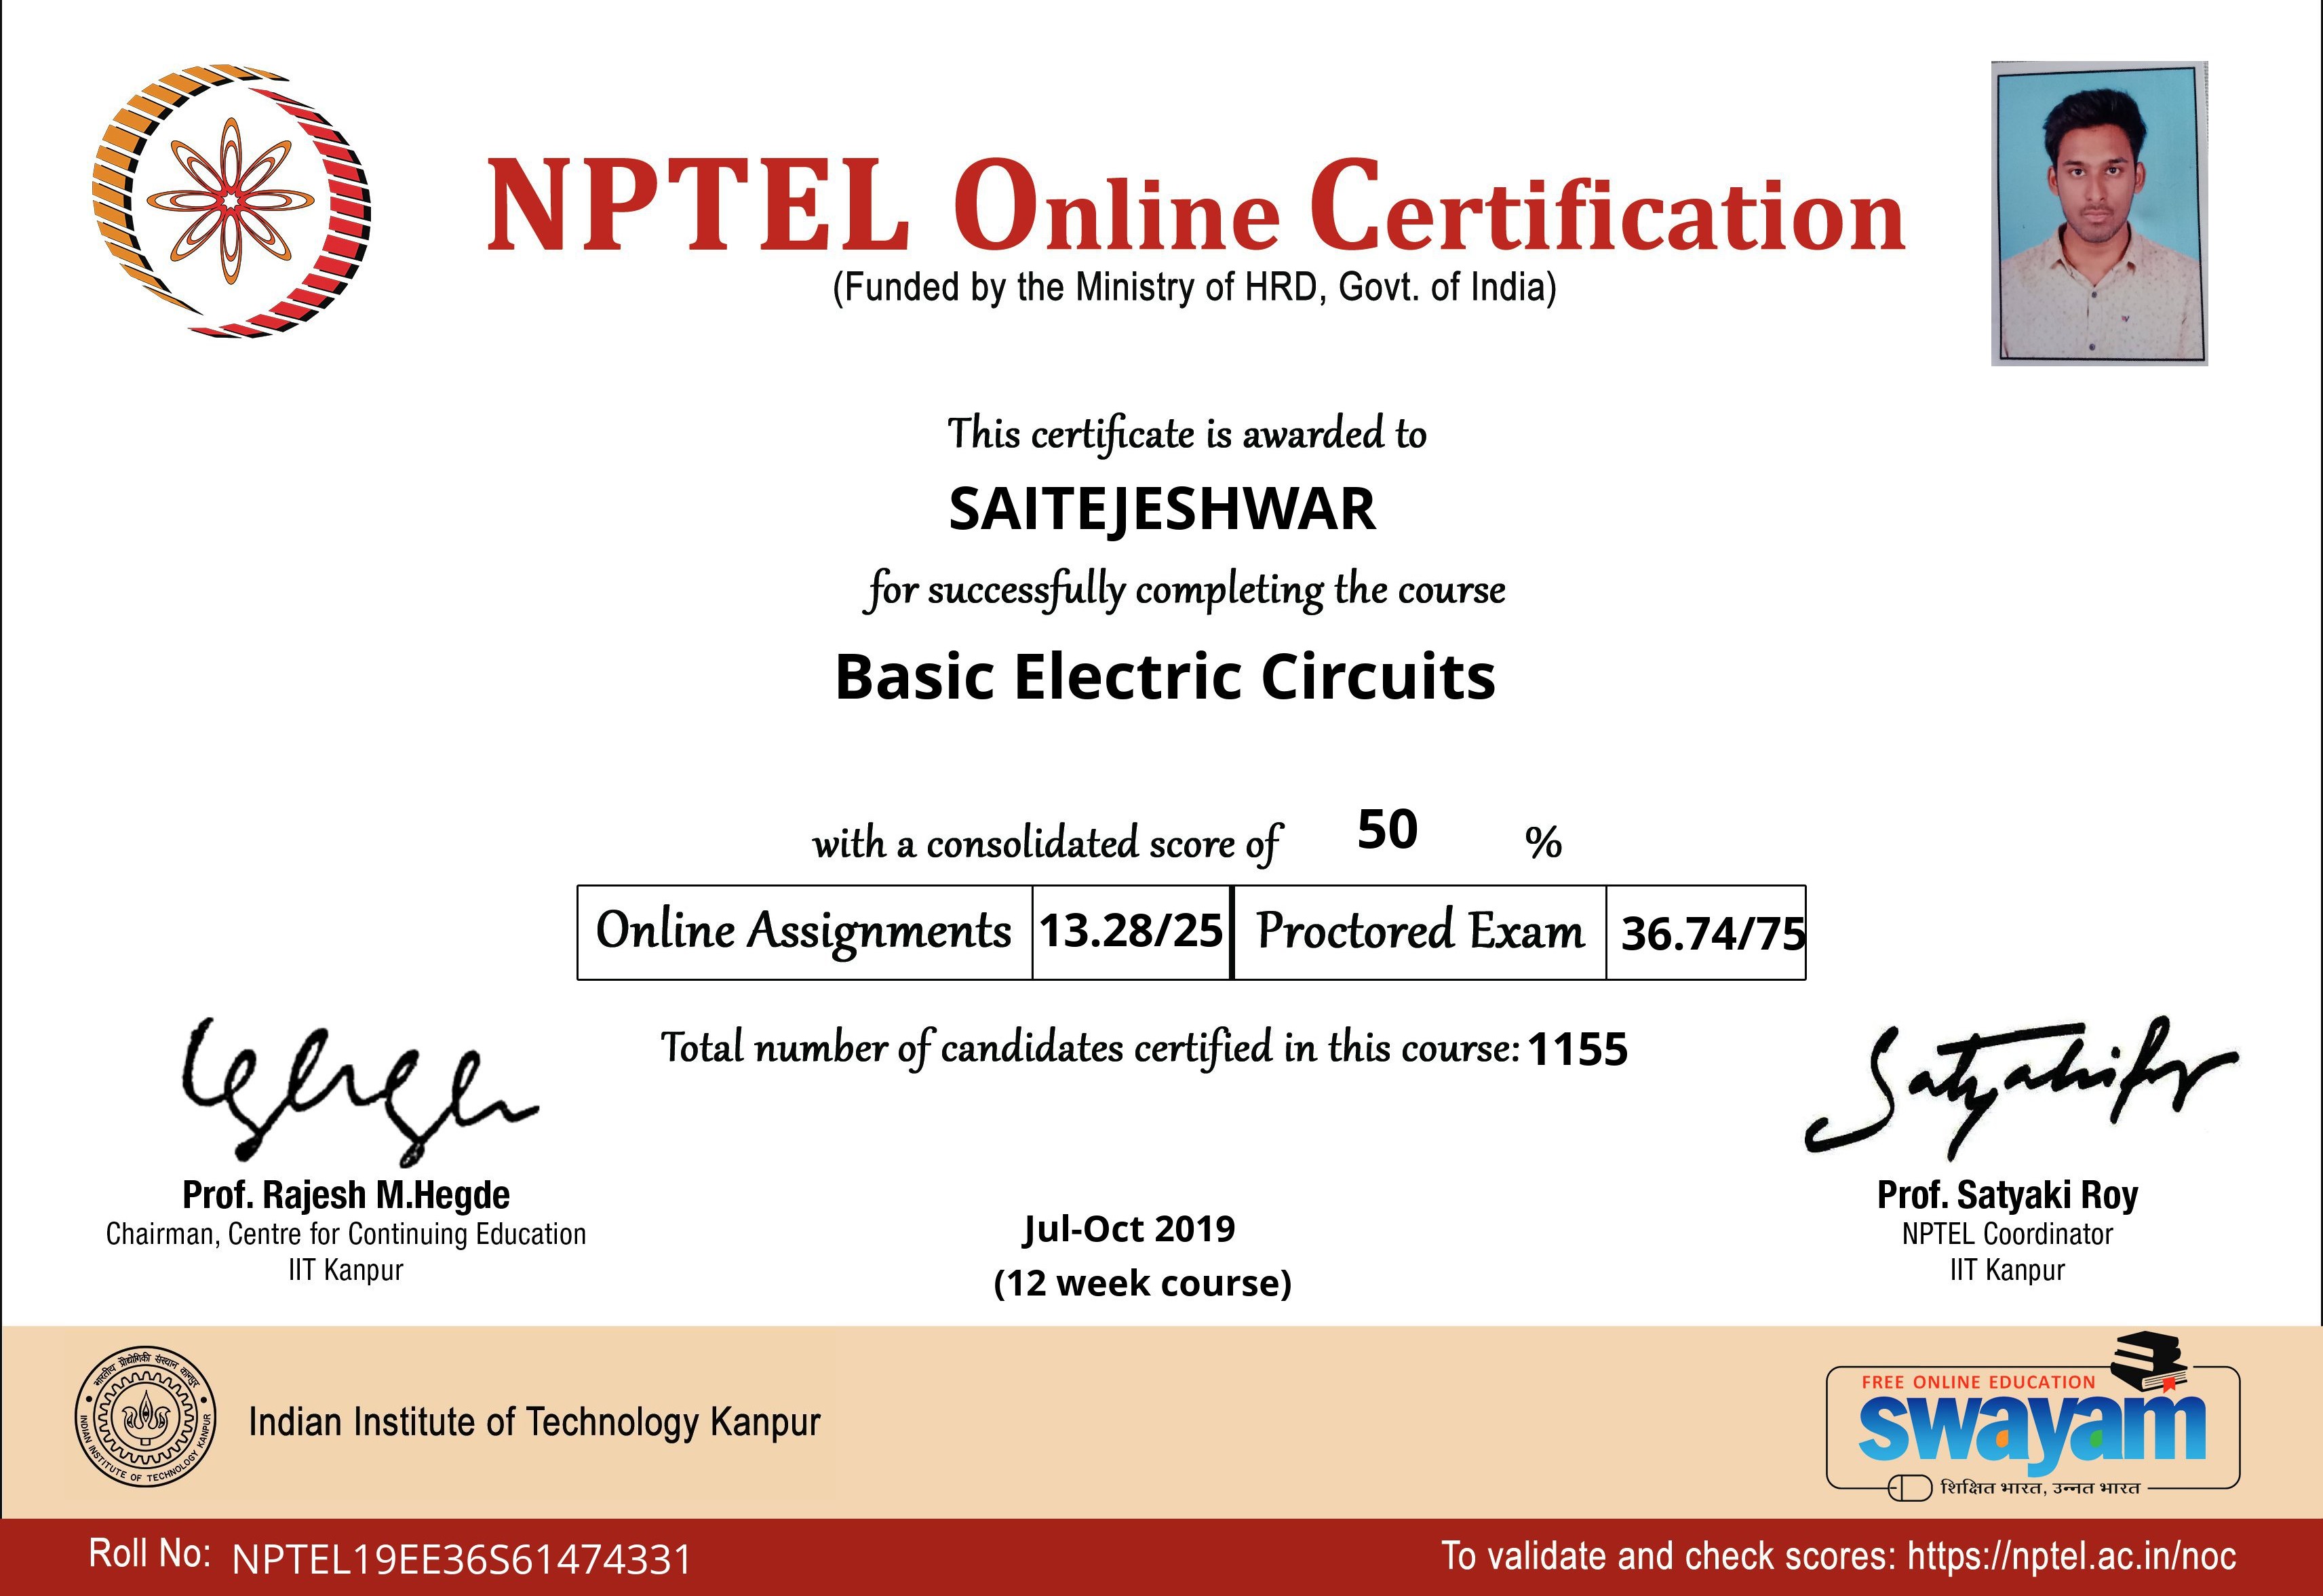 NPTEL Online Certification
(Funded by the Ministry of HRD, Govt. of India)
This certificate is awarded to
SAITEJESHWAR
for successfully completing the course
Basic Electric Circuits
with a consolidated score of 50 %
Online Assignments 13.28/25 Proctored Exam 36.74/75
Total number of candidates certified in this course: 1155
Prof. Rajesh M.Hegde
Chairman, Centre for Continuing Education
IIT Kanpur
Jul-Oct 2019
(12 week course)
Prof. Satyaki Roy
NPTEL Coordinator
IIT Kanpur
भारतीय प्रौद्योगिकी संस्थान कानपुर
INDIAN INSTITUTE OF TECHNOLOGY KANPUR
Indian Institute of Technology Kanpur
FREE ONLINE EDUCATION
swayam
शिक्षित भारत, उन्नत भारत
Roll No: NPTEL19EE36S61474331
To validate and check scores: https://nptel.ac.in/noc